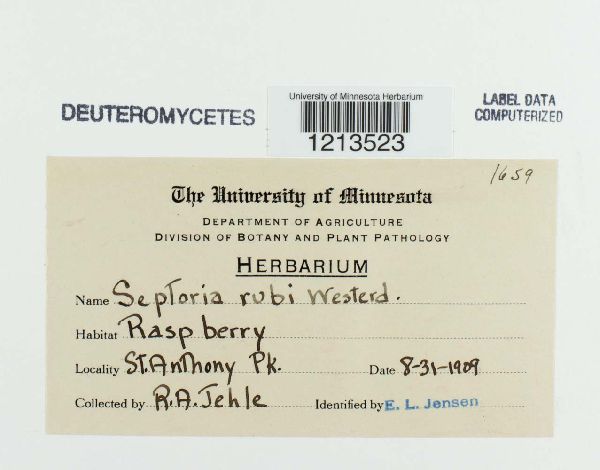 DEUTEROMYCETES
University of Minnesota Herbarium
1213523
LABEL DATA
COMPUTERIZED
1659
The University of Minnesota
DEPARTMENT OF AGRICULTURE
DIVISION OF BOTANY AND PLANT PATHOLOGY
HERBARIUM
Name Septoria rubi Westerd.
Habitat Raspberry
Locality St. Anthony Pk. Date 8-31-1909
Collected by R.A. Jehle Identified by E. L. Jensen